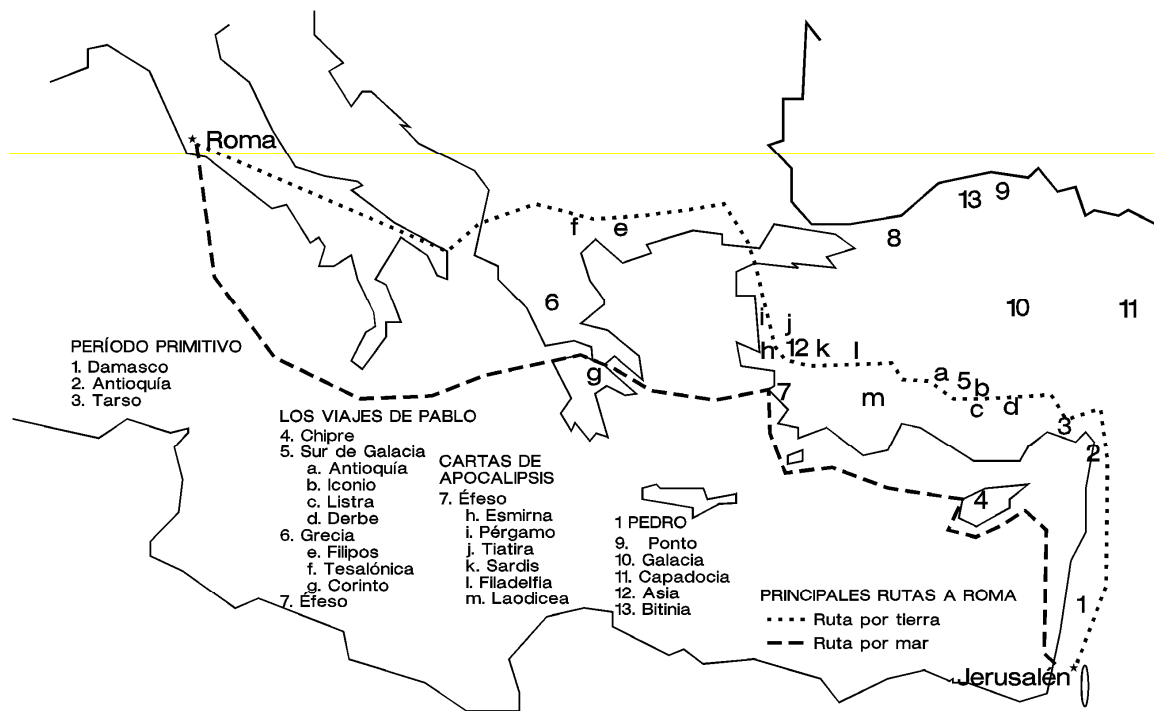 Roma
13 9
8
f e
6
10
11
i j
h 12 k l
g
a 5 b
7 m c d
3
2
4
1
Jerusalén
PERÍODO PRIMITIVO
1. Damasco
2. Antioquía
3. Tarso
LOS VIAJES DE PABLO
4. Chipre
5. Sur de Galacia
a. Antioquía
b. Iconio
c. Listra
d. Derbe
6. Grecia
e. Filipos
f. Tesalónica
g. Corinto
7. Éfeso
CARTAS DE
APOCALIPSIS
7. Éfeso
h. Esmirna
i. Pérgamo
j. Tiatira
k. Sardis
l. Filadelfia
m. Laodicea
1 PEDRO
9. Ponto
10. Galacia
11. Capadocia
12. Asia
13. Bitinia
PRINCIPALES RUTAS A ROMA
Ruta por tierra
Ruta por mar